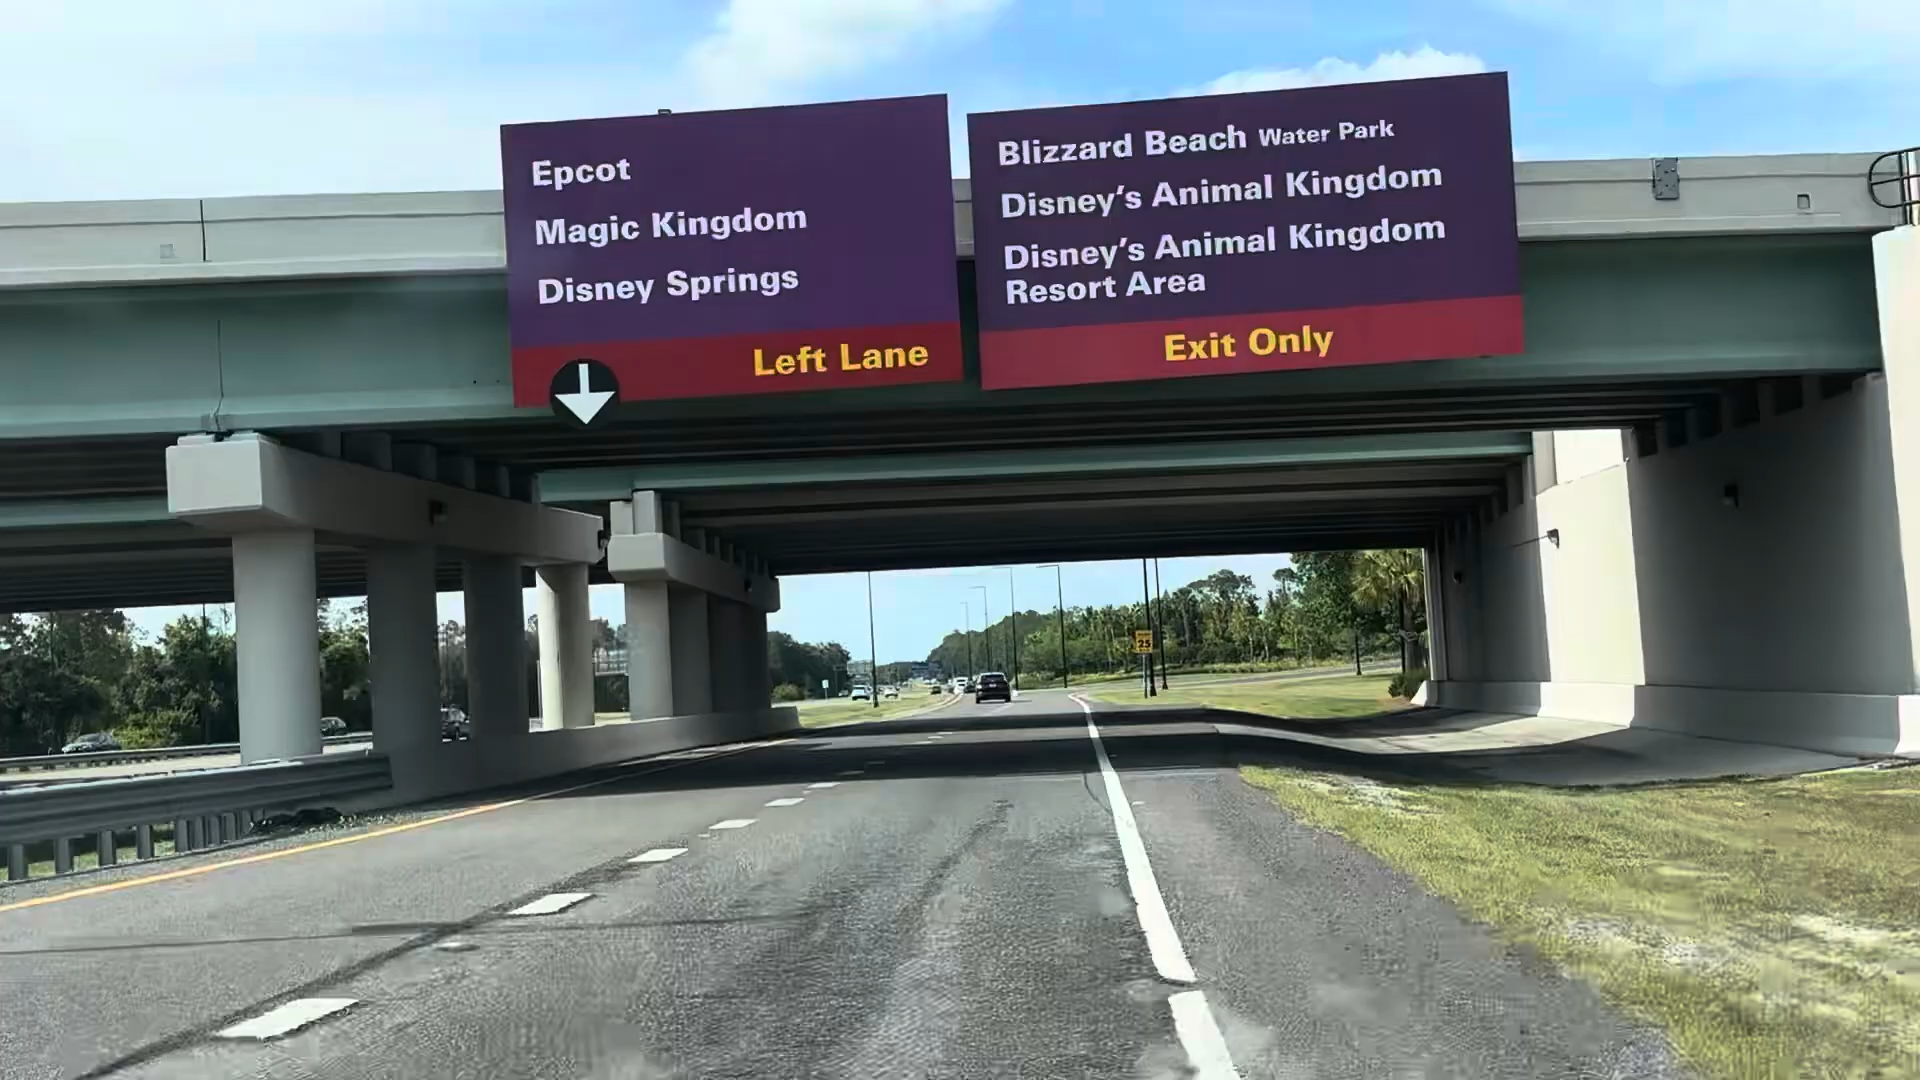 Epcot
Magic Kingdom
Disney Springs
Left Lane
Blizzard Beach Water Park
Disney's Animal Kingdom
Disney's Animal Kingdom
Resort Area
Exit Only
25